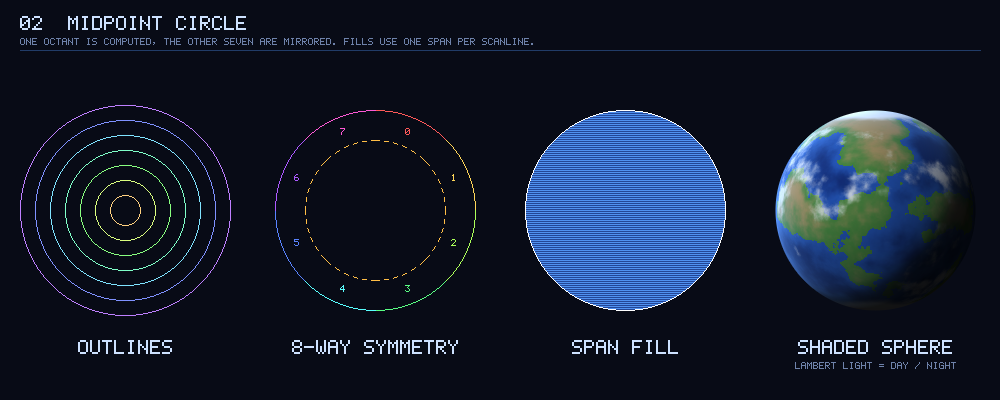 02  MIDPOINT CIRCLE
ONE OCTANT IS COMPUTED, THE OTHER SEVEN ARE MIRRORED. FILLS USE ONE SPAN PER SCANLINE.
7 0
6 1
5 2
4 3
OUTLINES
8-WAY SYMMETRY
SPAN FILL
SHADED SPHERE
LAMBERT LIGHT = DAY / NIGHT